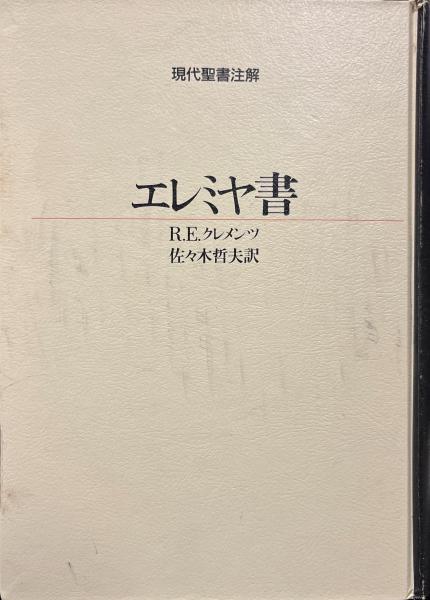 現代聖書注解
エレミヤ書
R.E.クレメンツ
佐々木哲夫訳